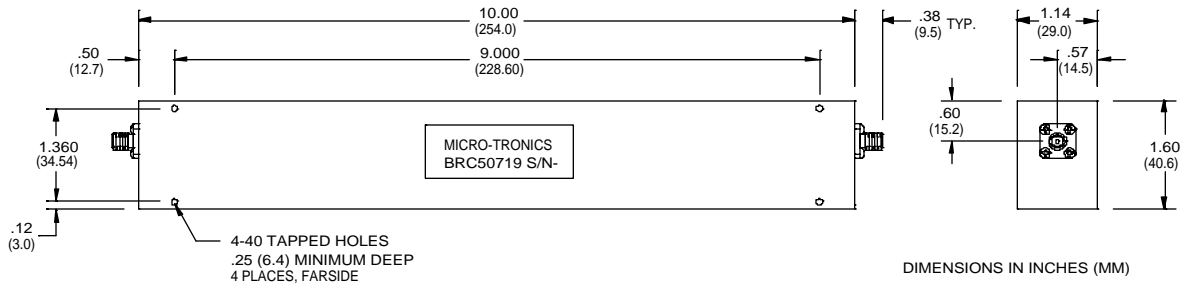 10.00
(254.0)
.38
(9.5) TYP.
1.14
(29.0)
.50
(12.7)
9.000
(228.60)
.57
(14.5)
.60
(15.2)
1.360
(34.54)
MICRO-TRONICS
BRC50719 S/N-
1.60
(40.6)
.12
(3.0)
4-40 TAPPED HOLES
.25 (6.4) MINIMUM DEEP
4 PLACES, FARSIDE
DIMENSIONS IN INCHES (MM)